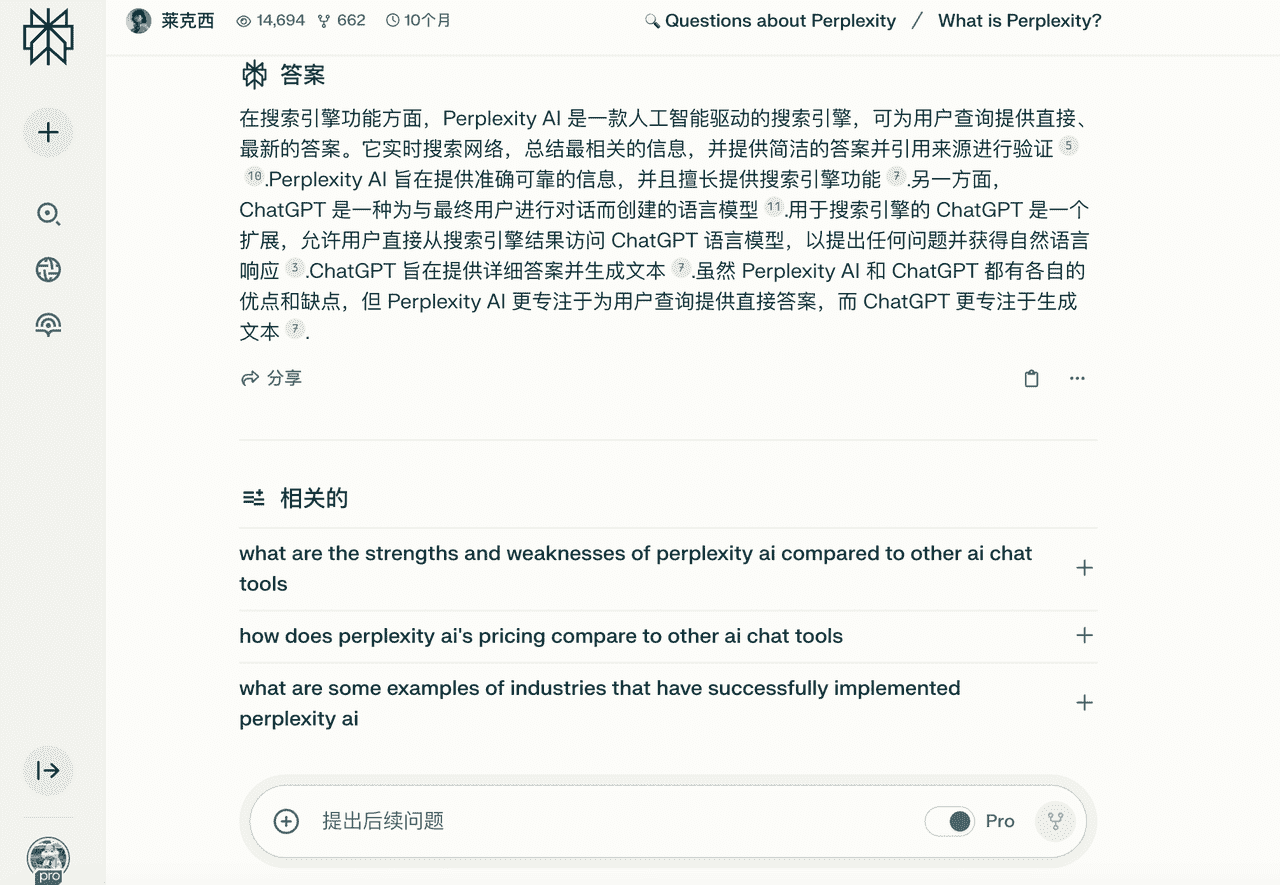 莱克西 14,694 662 10个月 🔍 Questions about Perplexity / What is Perplexity?
答案
在搜索引擎功能方面，Perplexity AI 是一款人工智能驱动的搜索引擎，可为用户查询提供直接、
最新的答案。它实时搜索网络，总结最相关的信息，并提供简洁的答案并引用来源进行验证 5
10 .Perplexity AI 旨在提供准确可靠的信息，并且擅长提供搜索引擎功能 7 .另一方面，
ChatGPT 是一种为与最终用户进行对话而创建的语言模型 11 .用于搜索引擎的 ChatGPT 是一个
扩展，允许用户直接从搜索引擎结果访问 ChatGPT 语言模型，以提出任何问题并获得自然语言
响应 3 .ChatGPT 旨在提供详细答案并生成文本 7 .虽然 Perplexity AI 和 ChatGPT 都有各自的
优点和缺点，但 Perplexity AI 更专注于为用户查询提供直接答案，而 ChatGPT 更专注于生成
文本 7 .
分享
相关的
what are the strengths and weaknesses of perplexity ai compared to other ai chat
tools
how does perplexity ai's pricing compare to other ai chat tools
what are some examples of industries that have successfully implemented
perplexity ai
提出后续问题 Pro
pro